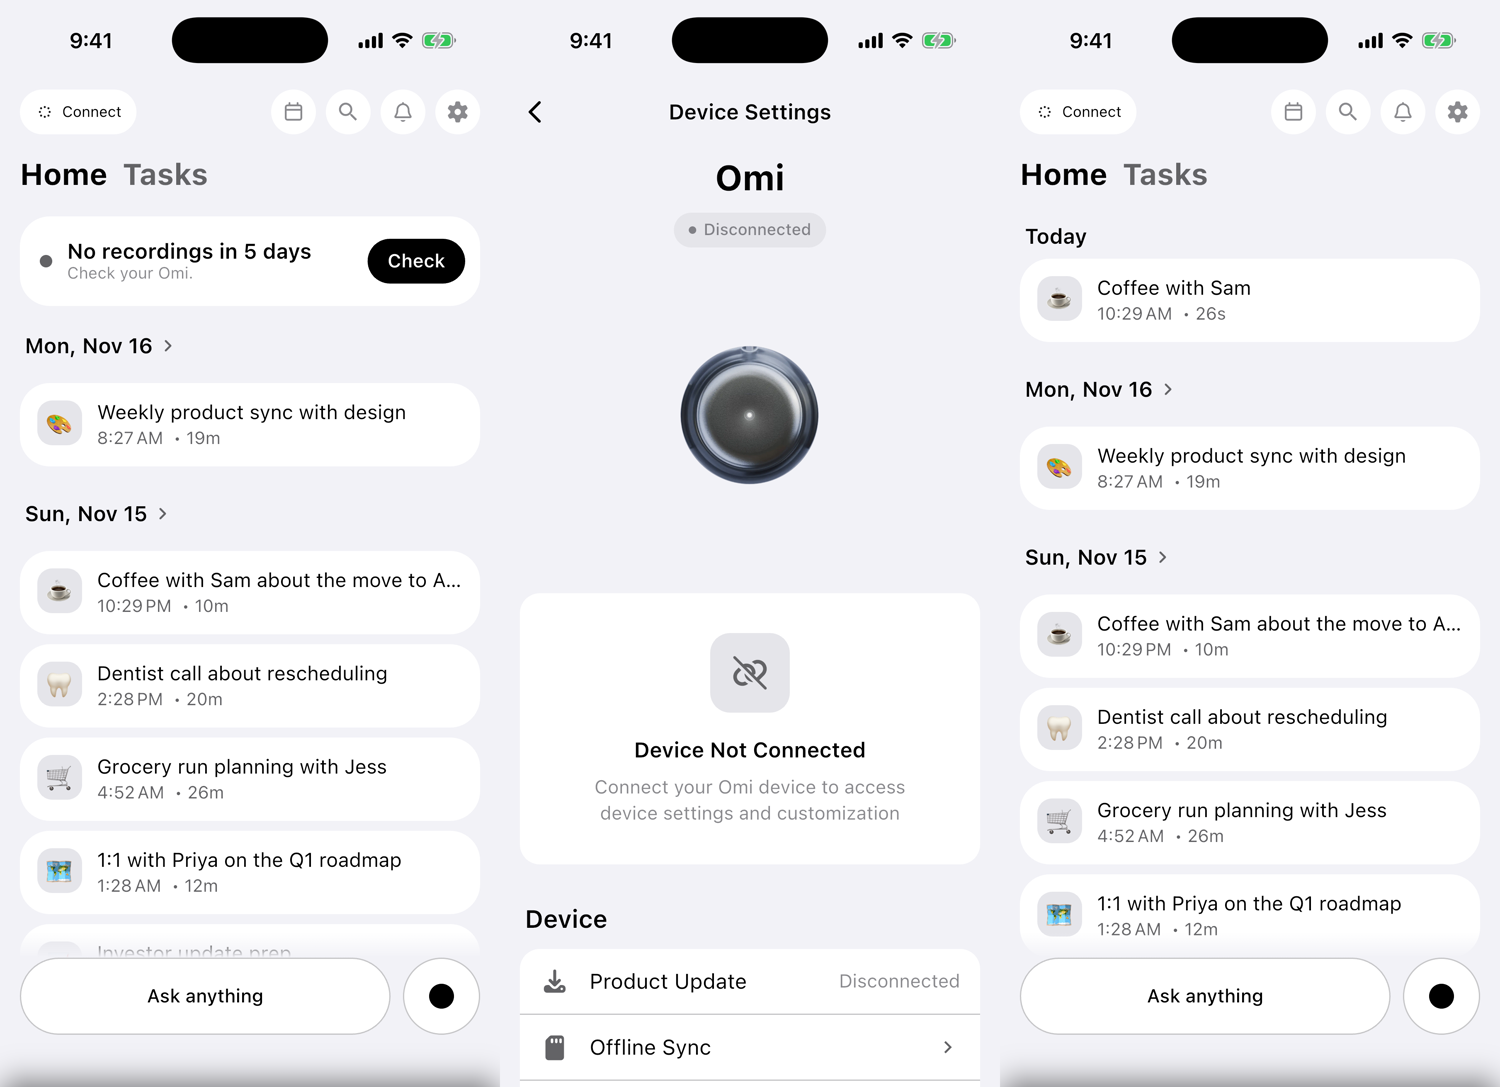 9:41
Connect
Home Tasks
No recordings in 5 days
Check your Omi.
Check
Mon, Nov 16
Weekly product sync with design
8:27 AM • 19m
Sun, Nov 15
Coffee with Sam about the move to A...
10:29 PM • 10m
Dentist call about rescheduling
2:28 PM • 20m
Grocery run planning with Jess
4:52 AM • 26m
1:1 with Priya on the Q1 roadmap
1:28 AM • 12m
Investor update prep
Ask anything
9:41
Device Settings
Omi
Disconnected
Device Not Connected
Connect your Omi device to access
device settings and customization
Device
Product Update Disconnected
Offline Sync
9:41
Connect
Home Tasks
Today
Coffee with Sam
10:29 AM • 26s
Mon, Nov 16
Weekly product sync with design
8:27 AM • 19m
Sun, Nov 15
Coffee with Sam about the move to A...
10:29 PM • 10m
Dentist call about rescheduling
2:28 PM • 20m
Grocery run planning with Jess
4:52 AM • 26m
1:1 with Priya on the Q1 roadmap
1:28 AM • 12m
Ask anything